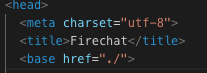 <head>
<meta charset="utf-8">
<title>Firechat</title>
<base href="./">